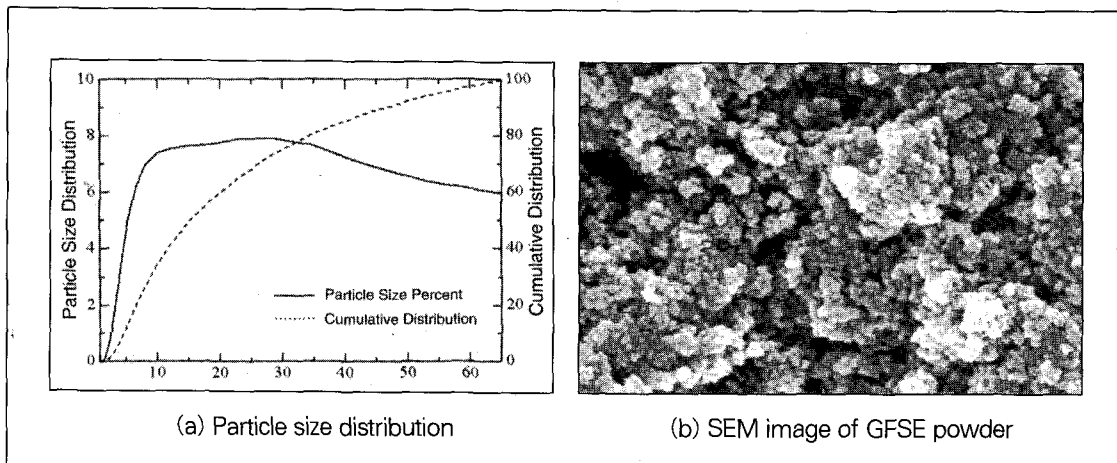 10
8
6
4
2
0
Particle Size Distribution
100
80
60
40
20
0
Cumulative Distribution
Particle Size Percent
Cumulative Distribution
10 20 30 40 50 60
(a) Particle size distribution
(b) SEM image of GFSE powder